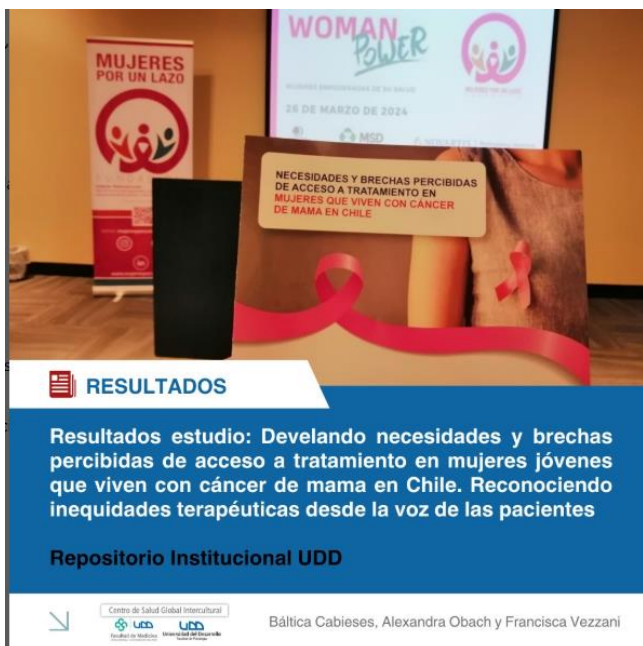 MUJERES
POR UN LAZO
WOMAN
POWER
26 DE MARZO DE 2024
MSD
NECESIDADES Y BRECHAS PERCIBIDAS
DE ACCESO A TRATAMIENTO EN
MUJERES QUE VIVEN CON CÁNCER
DE MAMA EN CHILE
RESULTADOS
Resultados estudio: Develando necesidades y brechas
percibidas de acceso a tratamiento en mujeres jóvenes
que viven con cáncer de mama en Chile. Reconociendo
inequidades terapéuticas desde la voz de las pacientes
Repositorio Institucional UDD
Centro de Salud Global Intercultural
UDD
Facultad de Medicina
UDD
Universidad del Desarrollo
Báltica Cabieses, Alexandra Obach y Francisca Vezzani